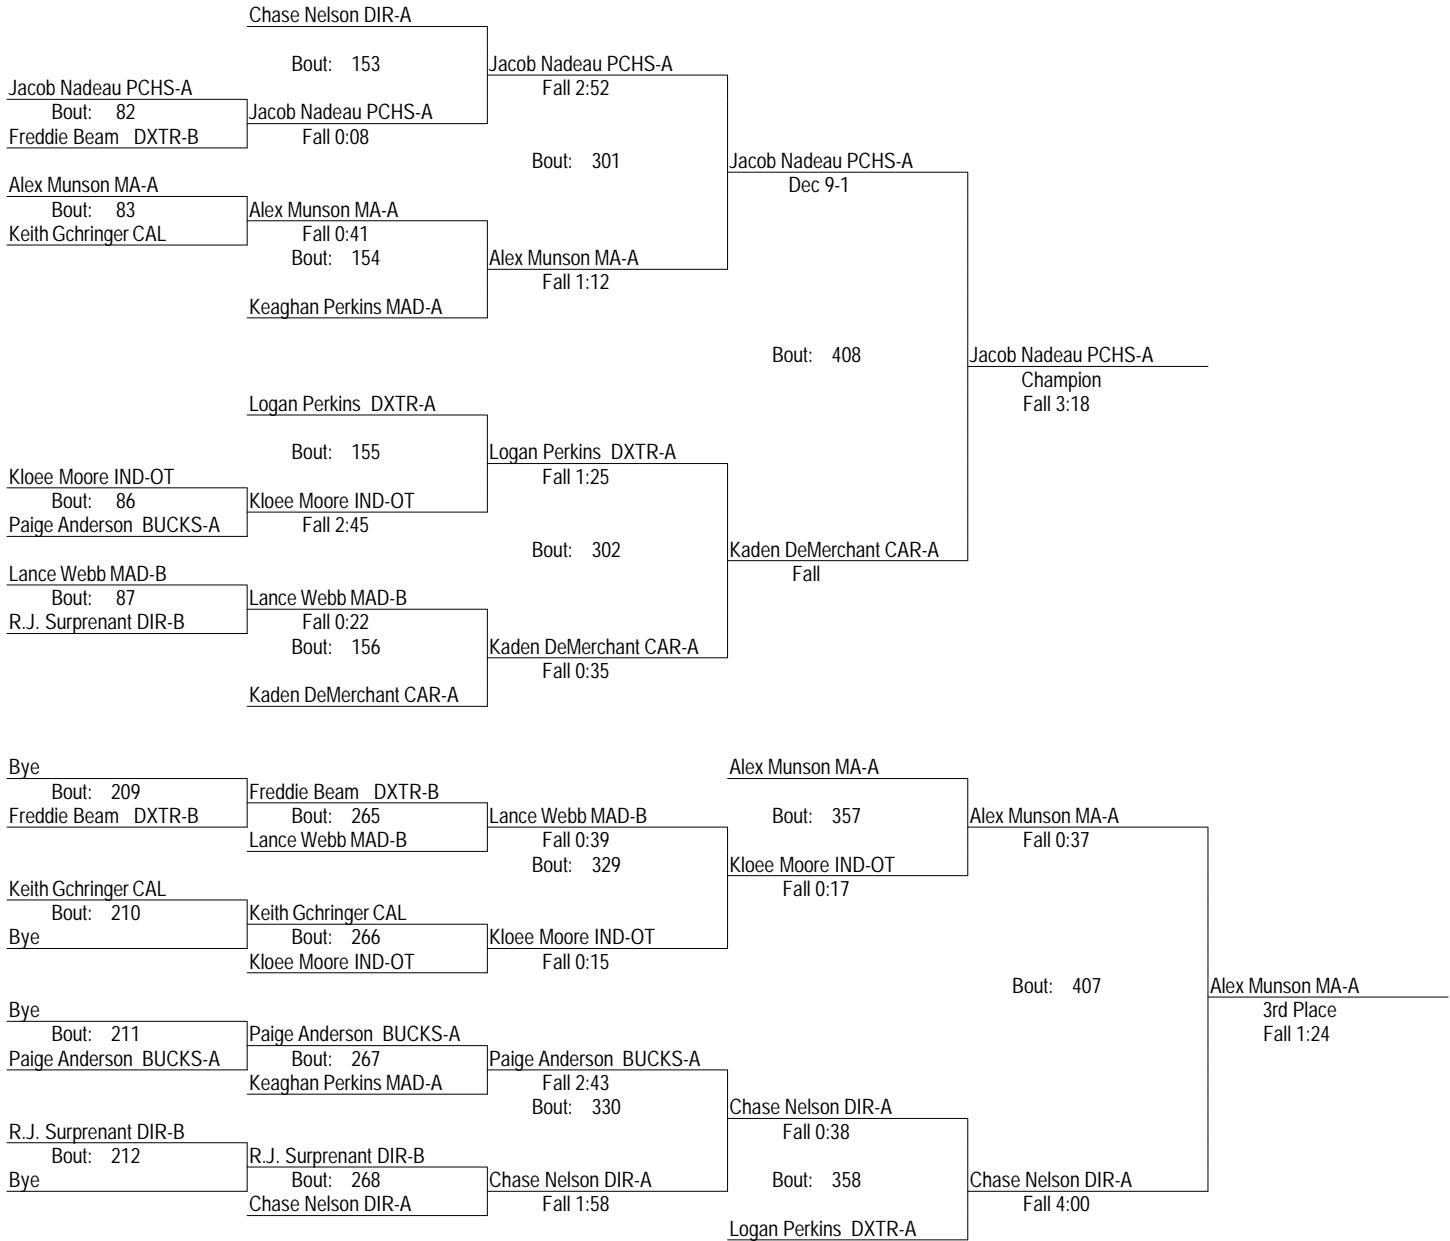 Chase Nelson DIR-A
Bout: 153
Jacob Nadeau PCHS-A
Fall 2:52
Jacob Nadeau PCHS-A
Bout: 82
Jacob Nadeau PCHS-A
Freddie Beam DXTR-B
Fall 0:08
Bout: 301
Jacob Nadeau PCHS-A
Dec 9-1
Alex Munson MA-A
Bout: 83
Alex Munson MA-A
Keith Gchringer CAL
Fall 0:41
Bout: 154
Alex Munson MA-A
Fall 1:12
Keaghan Perkins MAD-A
Bout: 408
Jacob Nadeau PCHS-A
Champion
Fall 3:18
Logan Perkins DXTR-A
Bout: 155
Logan Perkins DXTR-A
Fall 1:25
Kloee Moore IND-OT
Bout: 86
Kloee Moore IND-OT
Paige Anderson BUCKS-A
Fall 2:45
Bout: 302
Kaden DeMerchant CAR-A
Fall
Lance Webb MAD-B
Bout: 87
Lance Webb MAD-B
R.J. Surprenant DIR-B
Fall 0:22
Bout: 156
Kaden DeMerchant CAR-A
Fall 0:35
Kaden DeMerchant CAR-A
Bye
Alex Munson MA-A
Bout: 209
Freddie Beam DXTR-B
Freddie Beam DXTR-B
Bout: 265
Lance Webb MAD-B
Bout: 357
Alex Munson MA-A
Lance Webb MAD-B
Fall 0:39
Fall 0:37
Bout: 329
Kloee Moore IND-OT
Fall 0:17
Keith Gchringer CAL
Bout: 210
Keith Gchringer CAL
Bye
Bout: 266
Kloee Moore IND-OT
Kloee Moore IND-OT
Fall 0:15
Bout: 407
Alex Munson MA-A
3rd Place
Fall 1:24
Bye
Bout: 211
Paige Anderson BUCKS-A
Paige Anderson BUCKS-A
Bout: 267
Paige Anderson BUCKS-A
Keaghan Perkins MAD-A
Fall 2:43
Bout: 330
Chase Nelson DIR-A
Fall 0:38
R.J. Surprenant DIR-B
Bout: 212
R.J. Surprenant DIR-B
Bye
Bout: 268
Chase Nelson DIR-A
Bout: 358
Chase Nelson DIR-A
Chase Nelson DIR-A
Fall 1:58
Fall 4:00
Logan Perkins DXTR-A